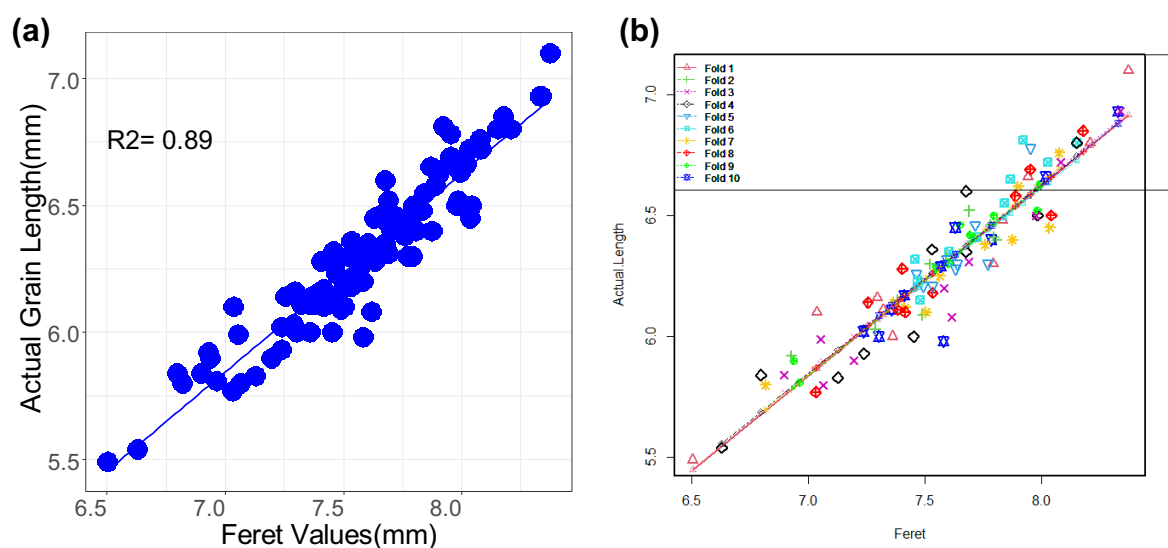 (a)
Actual Grain Length(mm)
7.0
6.5
6.0
5.5
R2= 0.89
6.5 7.0 7.5 8.0
Feret Values(mm)
(b)
Actual.Length
7.0
6.5
6.0
5.5
Fold 1
Fold 2
Fold 3
Fold 4
Fold 5
Fold 6
Fold 7
Fold 8
Fold 9
Fold 10
6.5 7.0 7.5 8.0
Feret